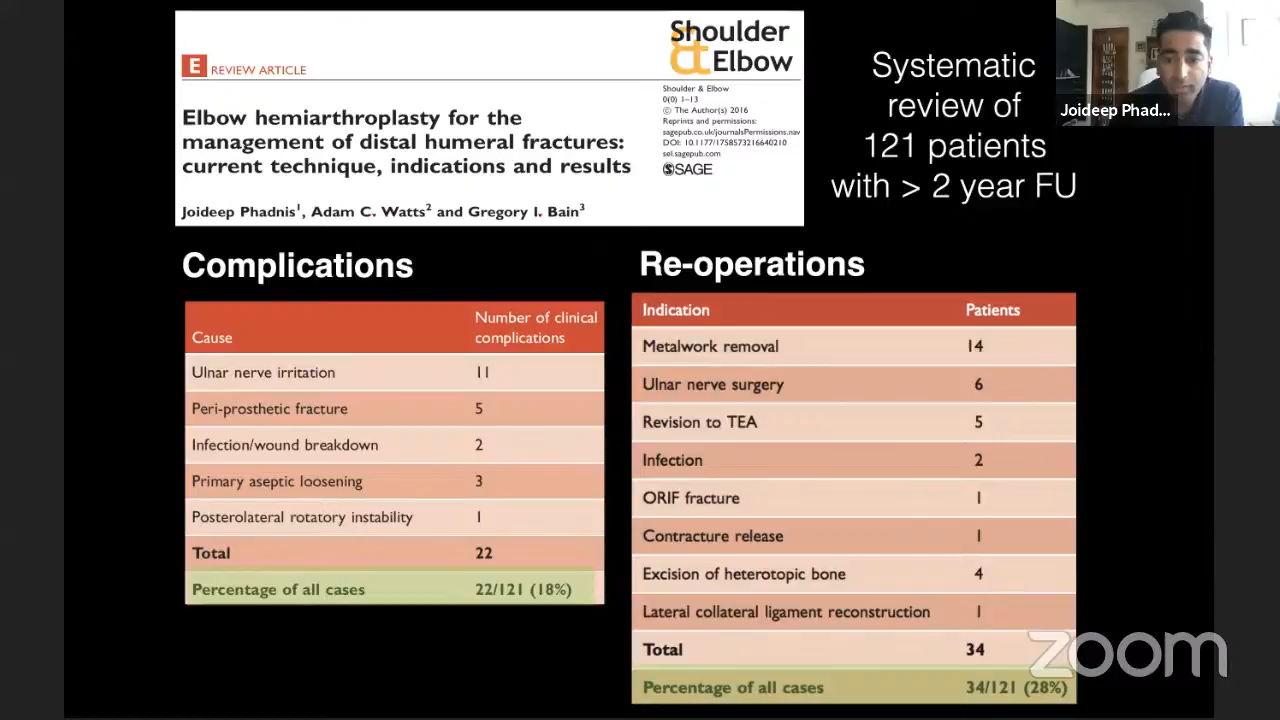 E REVIEW ARTICLE
Shoulder
& Elbow
Shoulder & Elbow
0(0) 1–13
© The Author(s) 2016
Reprints and permissions:
sagepub.co.uk/journalsPermissions.nav
DOI: 10.1177/1758573216640210
sel.sagepub.com
SAGE
Elbow hemiarthroplasty for the
management of distal humeral fractures:
current technique, indications and results
Joideep Phadnis1, Adam C. Watts2 and Gregory I. Bain3
Systematic
review of
121 patients
with > 2 year FU
Joideep Phad...
Complications
Cause Number of clinical complications
Ulnar nerve irritation 11
Peri-prosthetic fracture 5
Infection/wound breakdown 2
Primary aseptic loosening 3
Posterolateral rotatory instability 1
Total 22
Percentage of all cases 22/121 (18%)
Re-operations
Indication Patients
Metalwork removal 14
Ulnar nerve surgery 6
Revision to TEA 5
Infection 2
ORIF fracture 1
Contracture release 1
Excision of heterotopic bone 4
Lateral collateral ligament reconstruction 1
Total 34
Percentage of all cases 34/121 (28%)
zoom